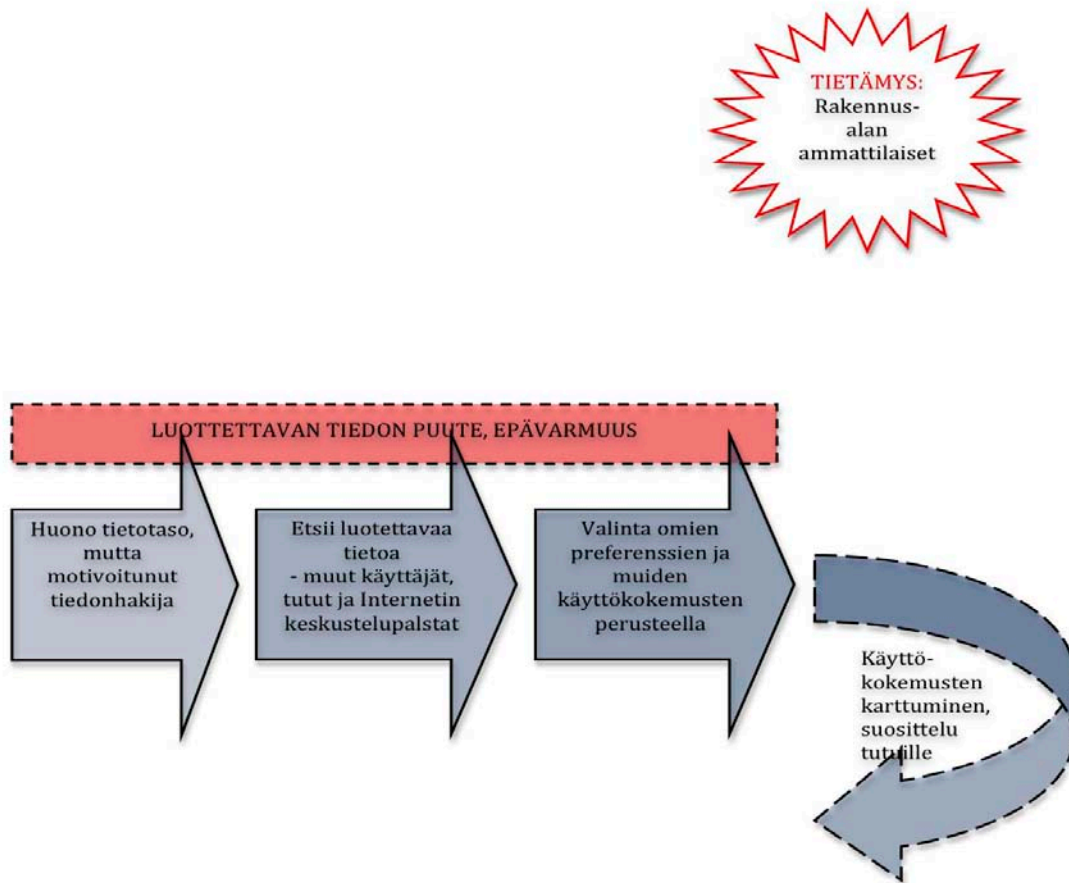 TIETÄMYS:
Rakennus-
alan
ammattilaiset
LUOTTETTAVAN TIEDON PUUTE, EPÄVARMUUS
Huono tietotaso,
mutta
motivoitunut
tiedonhakija
Etsii luotettavaa
tietoa
- muut käyttäjät,
tutut ja Internetin
keskustelupalstat
Valinta omien
preferenssien ja
muiden
käyttökokemusten
perusteella
Käyttö-
kokemusten
karttuminen,
suosittelu
tutuille